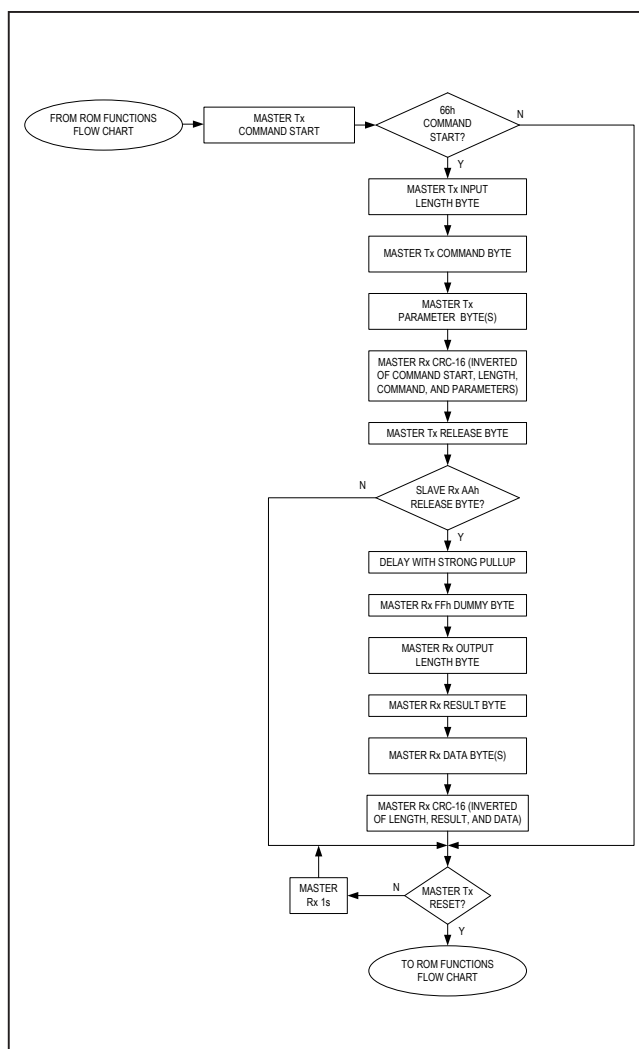 FROM ROM FUNCTIONS
FLOW CHART
MASTER Tx
COMMAND START
66h
COMMAND
START?
N
Y
MASTER Tx INPUT
LENGTH BYTE
MASTER Tx COMMAND BYTE
MASTER Tx
PARAMETER BYTE(S)
MASTER Rx CRC-16 (INVERTED
OF COMMAND START, LENGTH,
COMMAND, AND PARAMETERS)
MASTER Tx RELEASE BYTE
N
SLAVE Rx AAh
RELEASE BYTE?
Y
DELAY WITH STRONG PULLUP
MASTER Rx FFh DUMMY BYTE
MASTER Rx OUTPUT
LENGTH BYTE
MASTER Rx RESULT BYTE
MASTER Rx DATA BYTE(S)
MASTER Rx CRC-16 (INVERTED
OF LENGTH, RESULT, AND DATA)
MASTER
Rx 1s
N
MASTER Tx
RESET?
Y
TO ROM FUNCTIONS
FLOW CHART